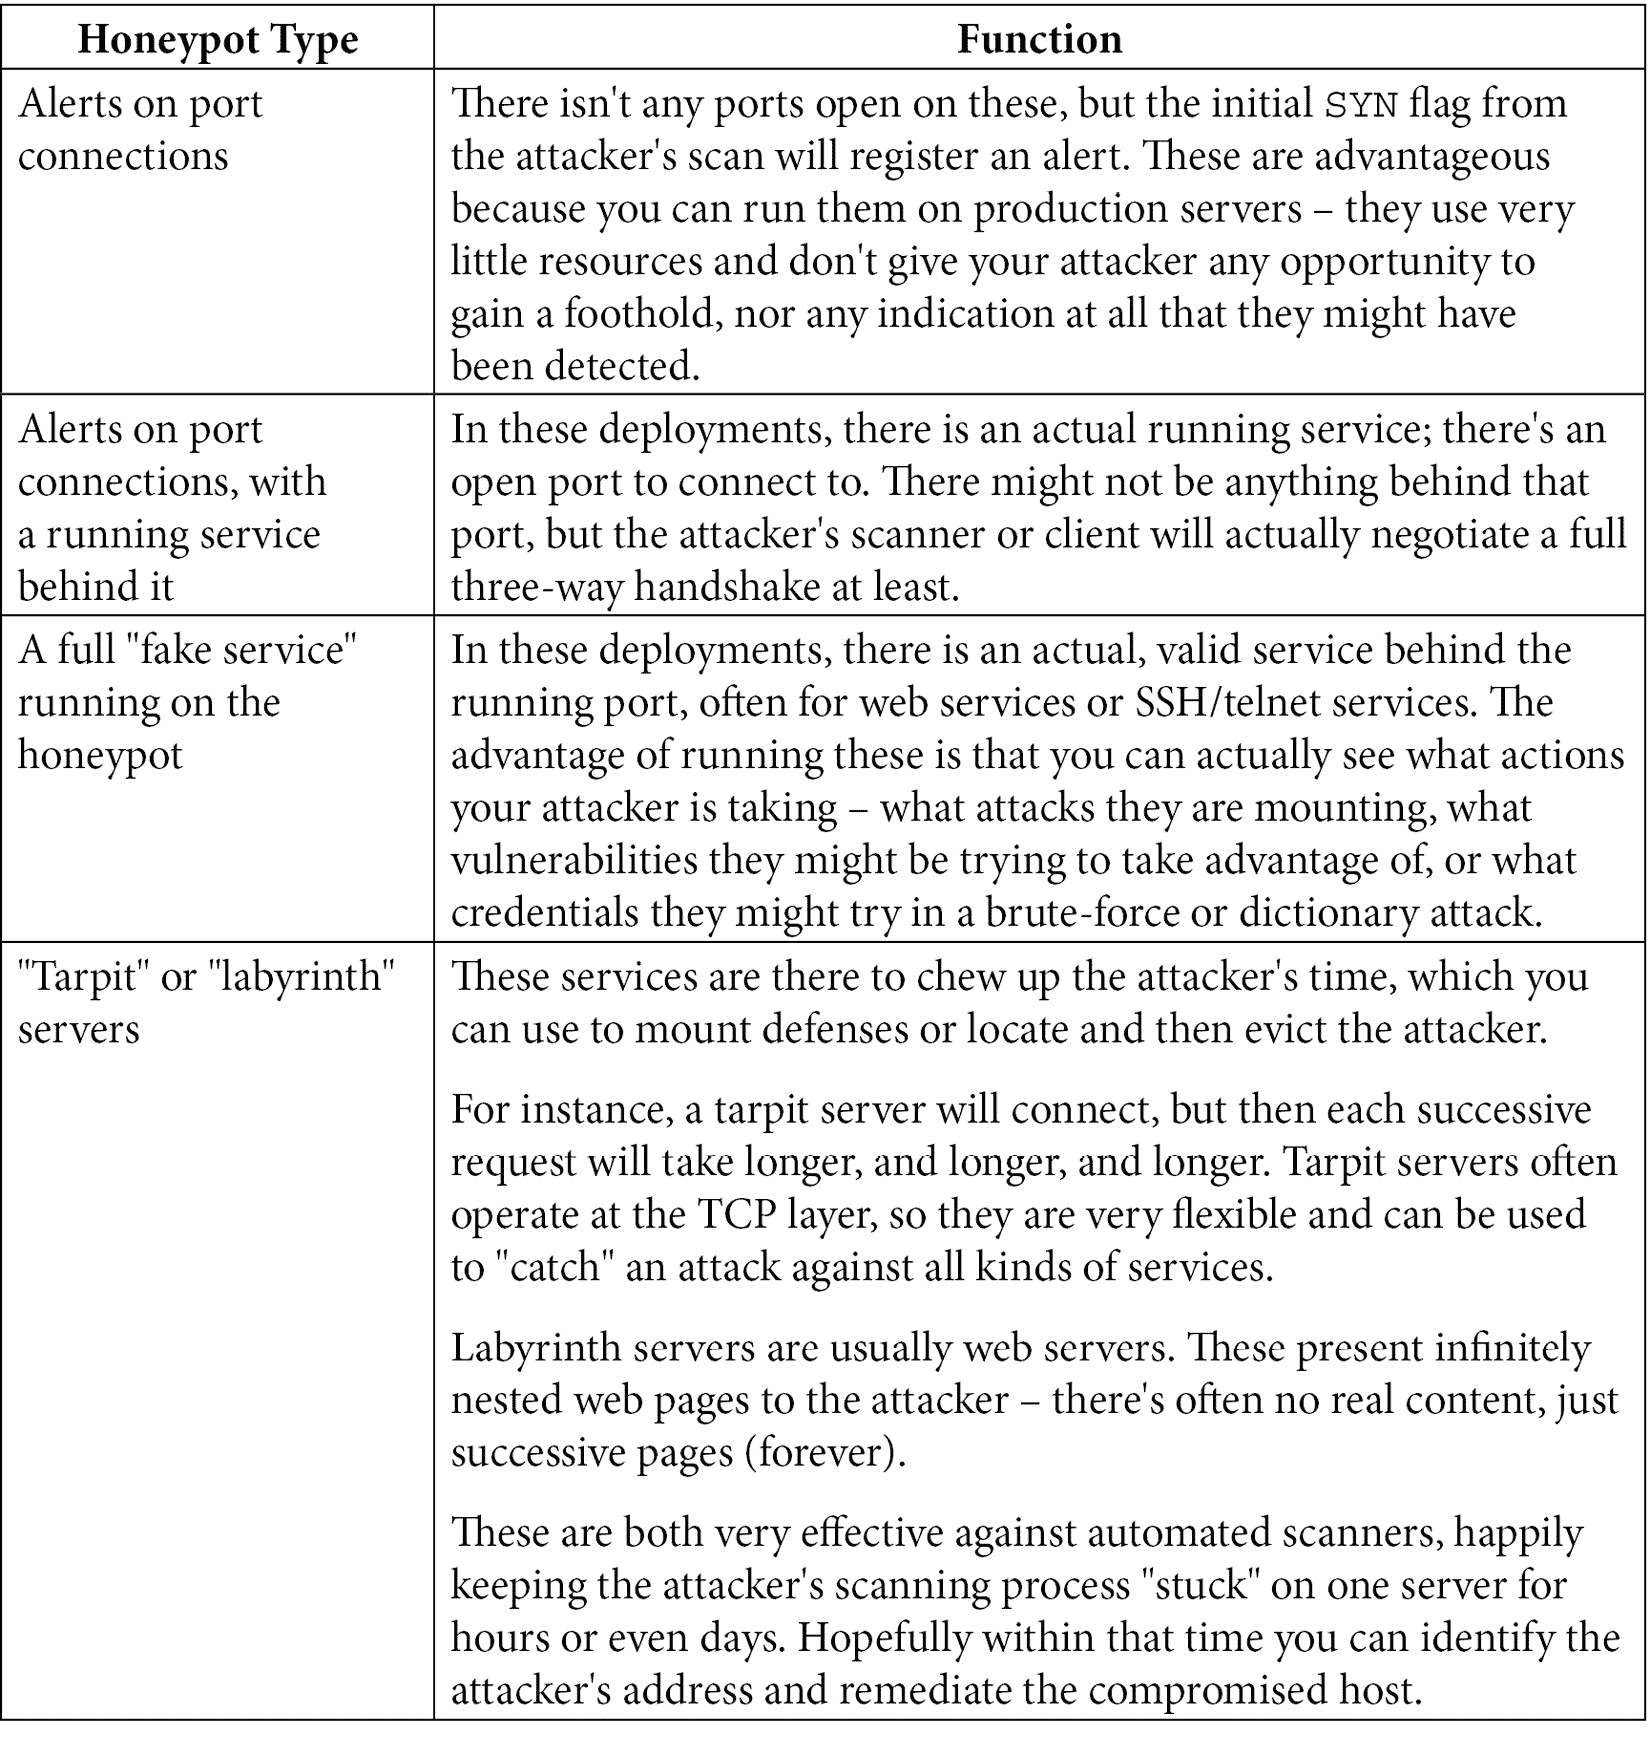 Honeypot Type
Function
Alerts on port
connections
There isn't any ports open on these, but the initial SYN flag from
the attacker's scan will register an alert. These are advantageous
because you can run them on production servers – they use very
little resources and don't give your attacker any opportunity to
gain a foothold, nor any indication at all that they might have
been detected.
Alerts on port
connections, with
a running service
behind it
In these deployments, there is an actual running service; there's an
open port to connect to. There might not be anything behind that
port, but the attacker's scanner or client will actually negotiate a full
three-way handshake at least.
A full "fake service"
running on the
honeypot
In these deployments, there is an actual, valid service behind the
running port, often for web services or SSH/telnet services. The
advantage of running these is that you can actually see what actions
your attacker is taking – what attacks they are mounting, what
vulnerabilities they might be trying to take advantage of, or what
credentials they might try in a brute-force or dictionary attack.
"Tarpit" or "labyrinth"
servers
These services are there to chew up the attacker's time, which you
can use to mount defenses or locate and then evict the attacker.
For instance, a tarpit server will connect, but then each successive
request will take longer, and longer, and longer. Tarpit servers often
operate at the TCP layer, so they are very flexible and can be used
to "catch" an attack against all kinds of services.
Labyrinth servers are usually web servers. These present infinitely
nested web pages to the attacker – there's often no real content, just
successive pages (forever).
These are both very effective against automated scanners, happily
keeping the attacker's scanning process "stuck" on one server for
hours or even days. Hopefully within that time you can identify the
attacker's address and remediate the compromised host.